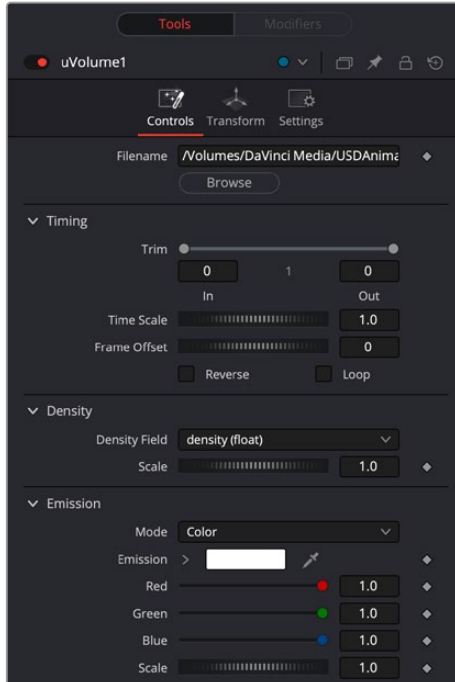 Tools Modifiers
uVolume1
Controls Transform Settings
Filename /Volumes/DaVinci Media/USDAnima
Browse
Timing
Trim
0 1 0
In Out
Time Scale 1.0
Frame Offset 0
Reverse Loop
Density
Density Field density (float)
Scale 1.0
Emission
Mode Color
Emission
Red 1.0
Green 1.0
Blue 1.0
Scale 1.0